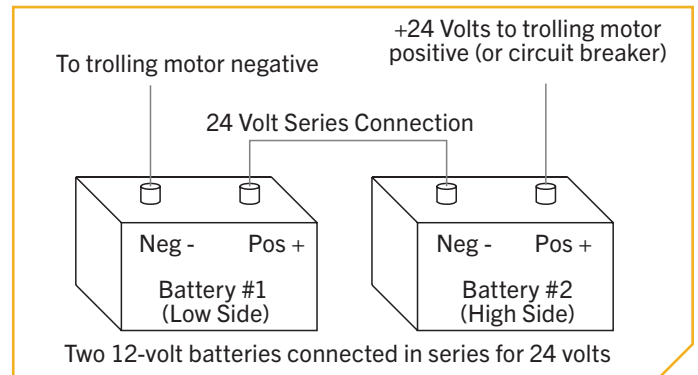 +24 Volts to trolling motor
positive (or circuit breaker)
To trolling motor negative
24 Volt Series Connection
Neg - Pos +
Battery #1
(Low Side)
Neg - Pos +
Battery #2
(High Side)
Two 12-volt batteries connected in series for 24 volts